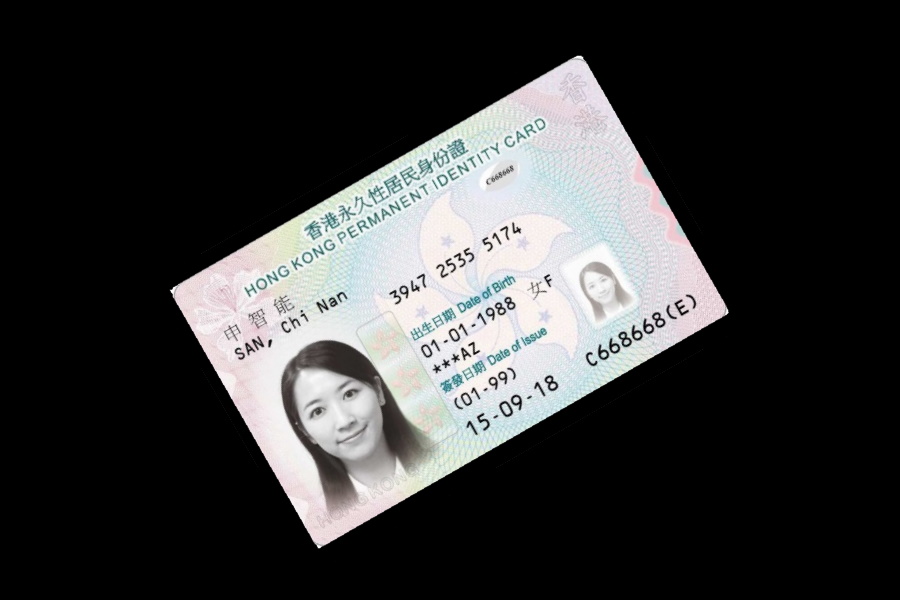 香港永久性居民身份證
HONG KONG PERMANENT IDENTITY CARD
C668668
申智能
SAN, Chi Nan
3947 2535 5174
出生日期 Date of Birth
01-01-1988 女F
***AZ
簽發日期 Date of Issue
(01-99)
15-09-18
C668668(E)
香港
HONG KONG